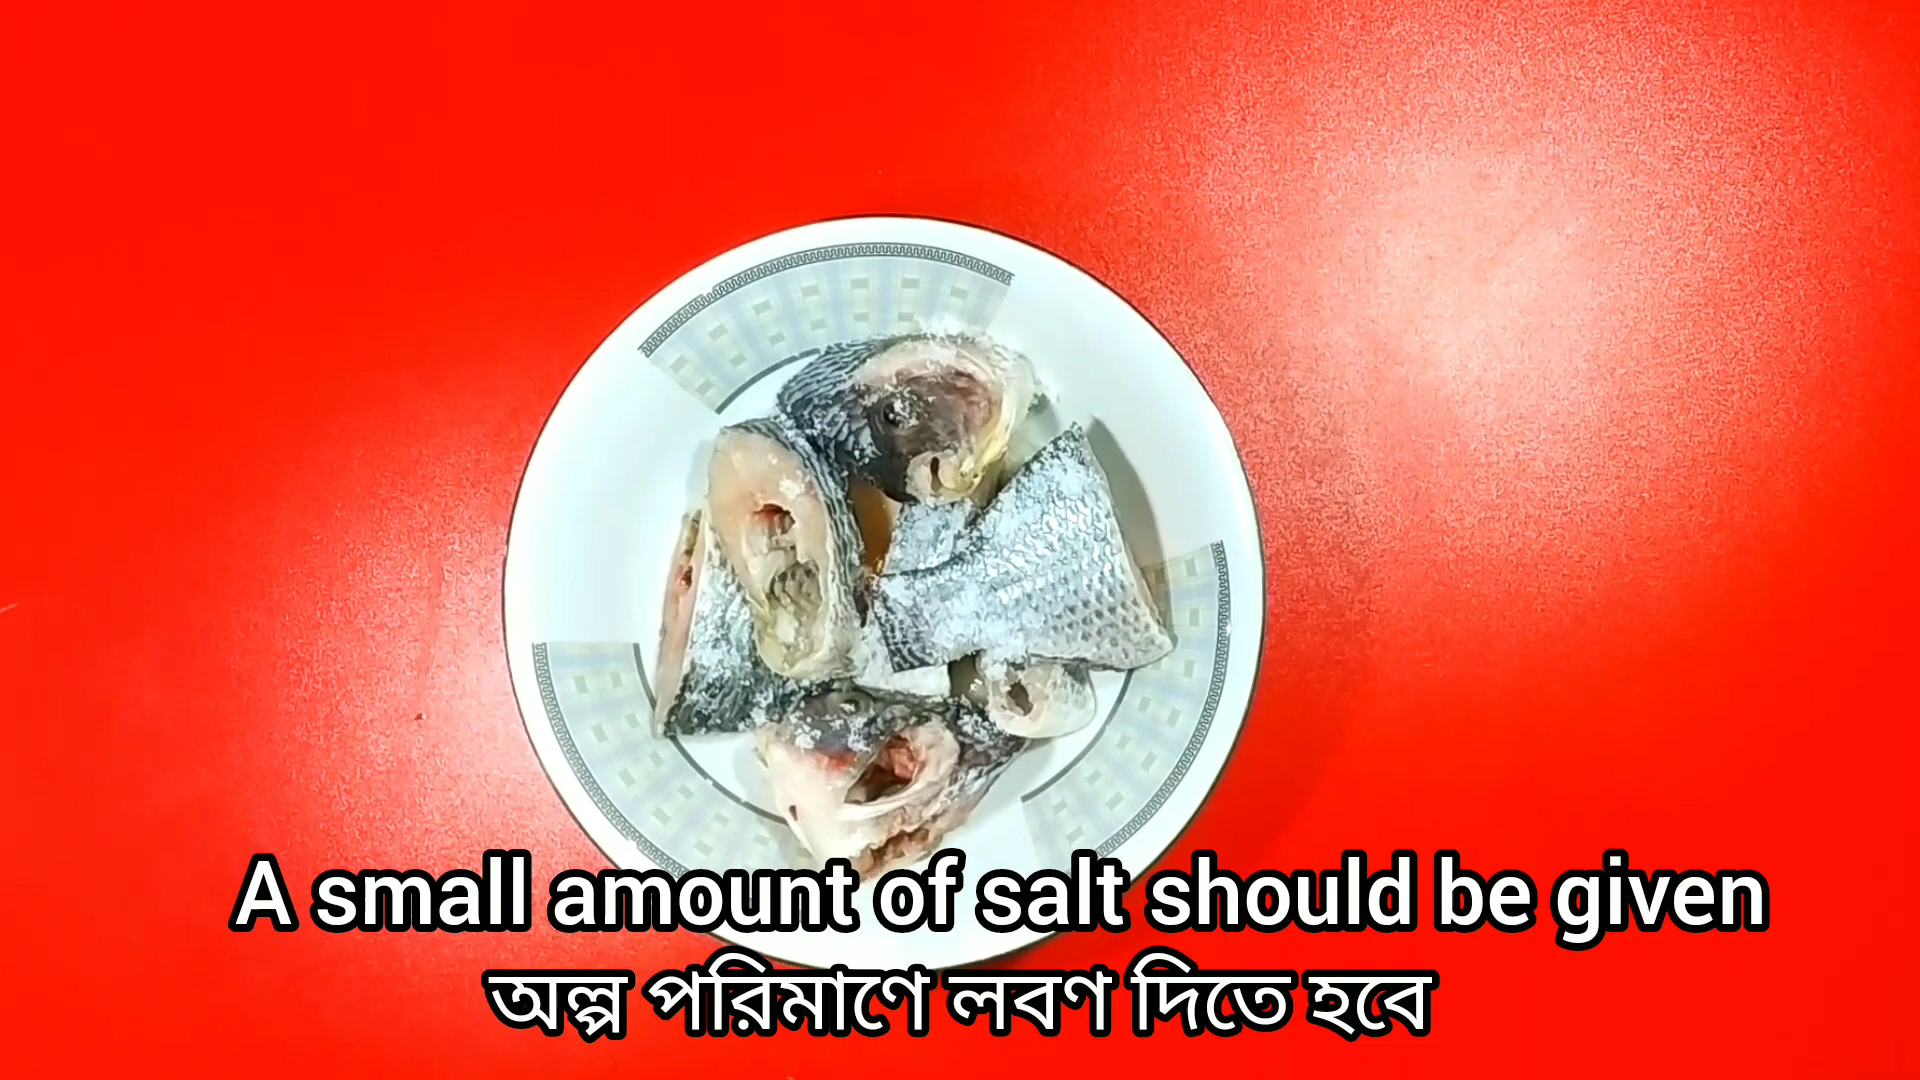 A small amount of salt should be given
অল্প পরিমাণে লবণ দিতে হবে